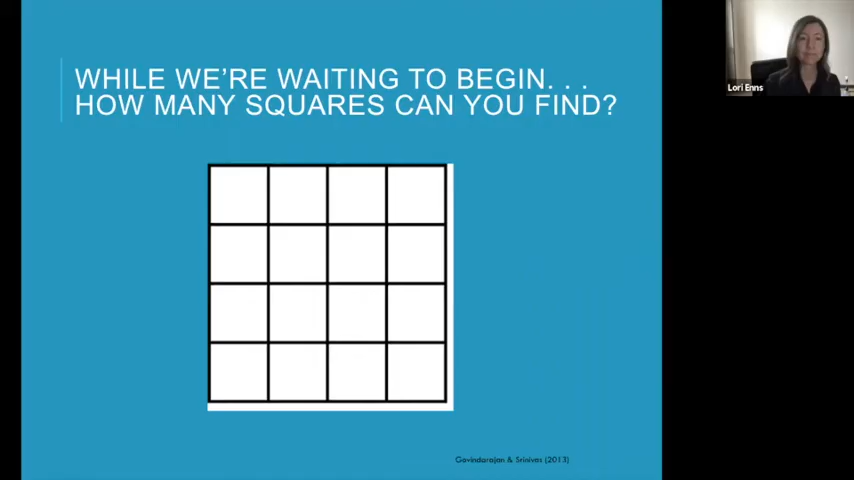 WHILE WE'RE WAITING TO BEGIN. . .
HOW MANY SQUARES CAN YOU FIND?
Lori Enns
Govindarajan & Srinivas (2013)